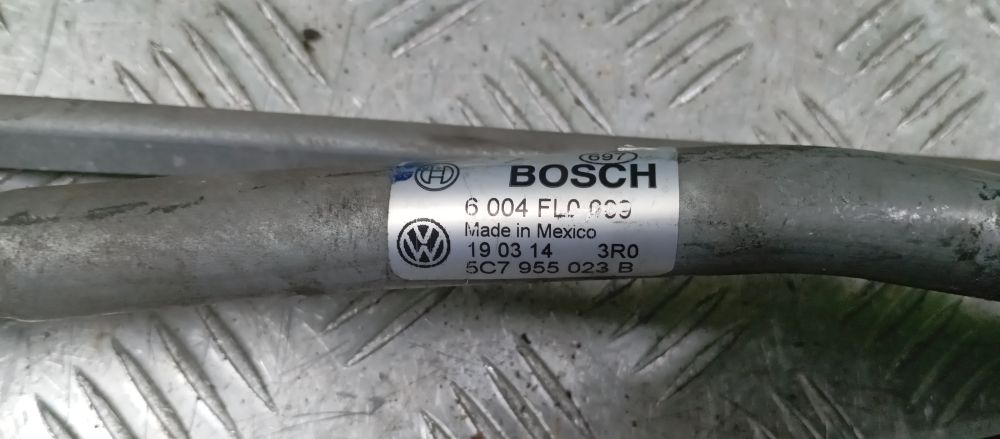 697
BOSCH
6 004
Made in Mexico
19 03 14 3R0
5C7 955 023 B